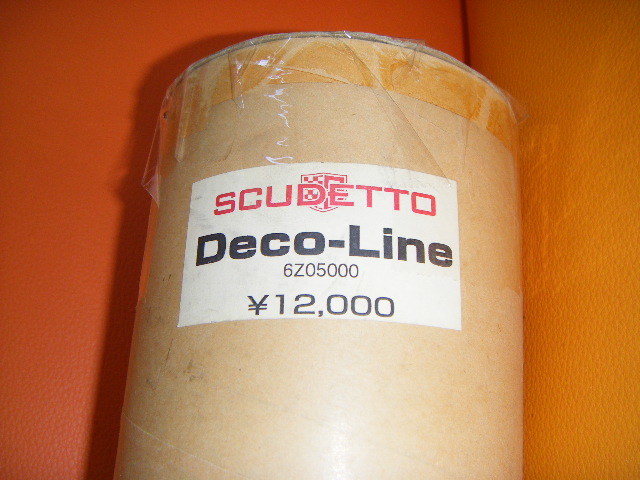 SCUDETTO
Deco-Line
6Z05000
¥12,000